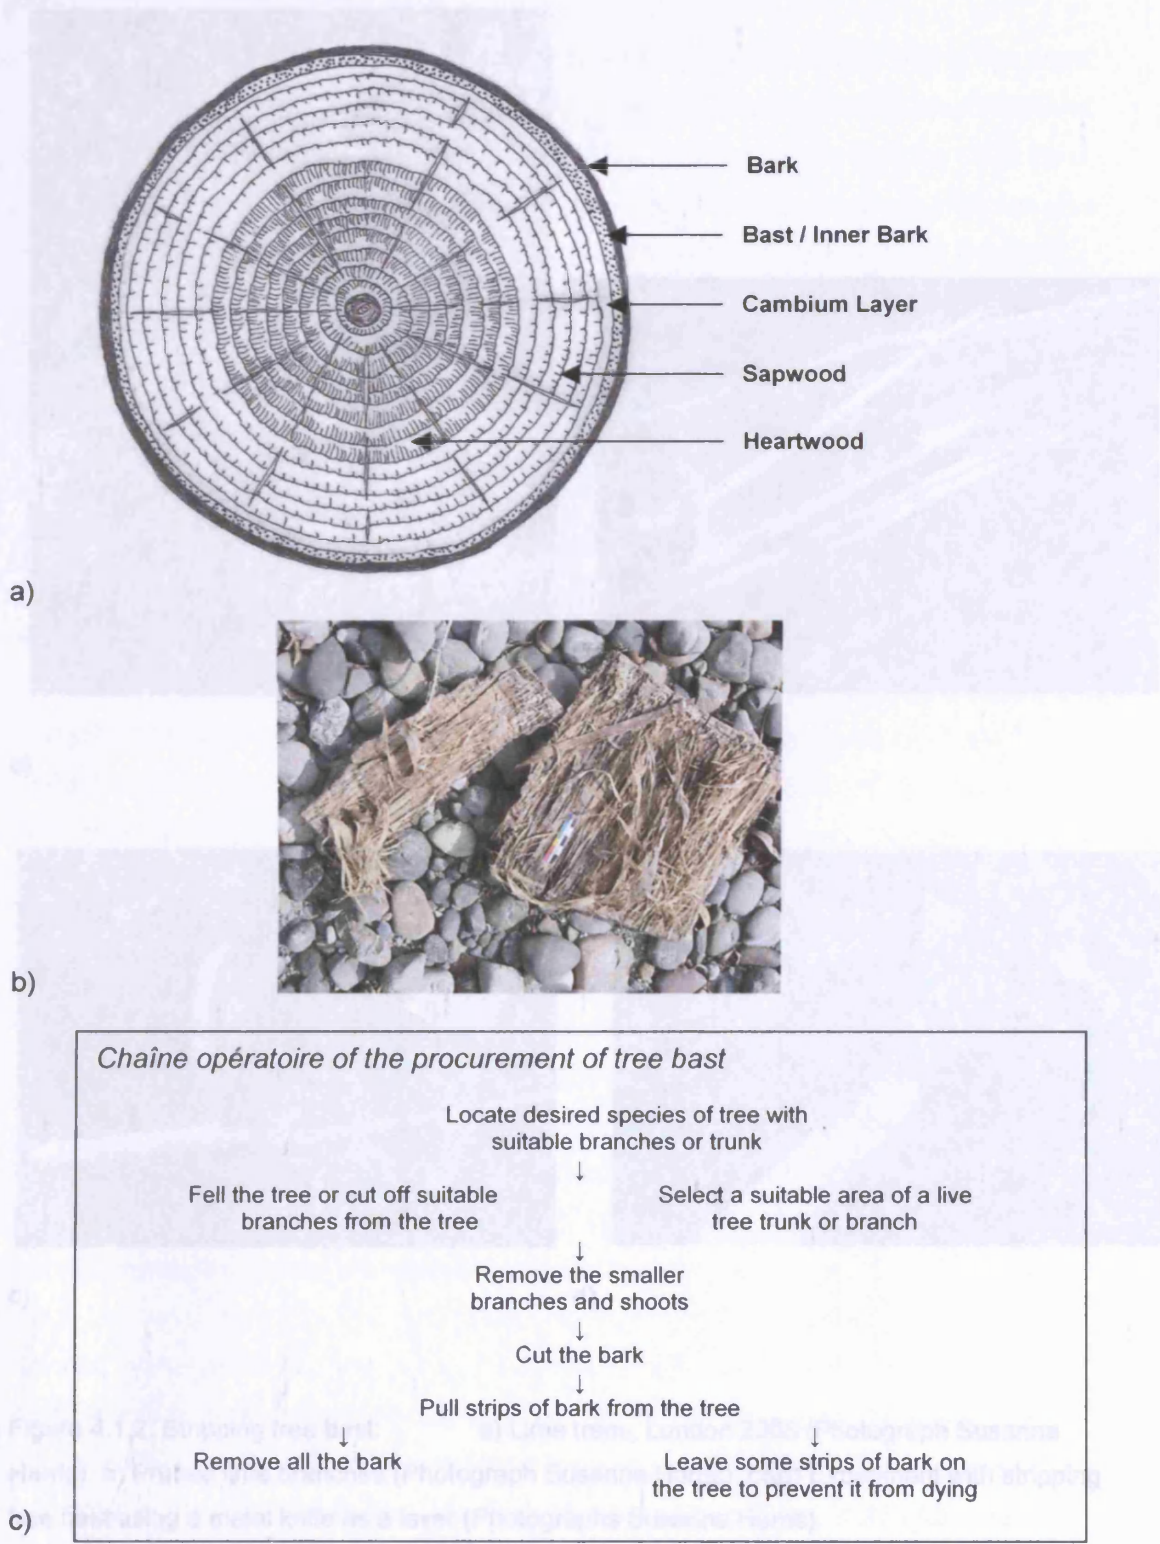 Bark
Bast / Inner Bark
Cambium Layer
Sapwood
Heartwood
a)
b)
Chaîne opératoire of the procurement of tree bast
Locate desired species of tree with
suitable branches or trunk
↓
Fell the tree or cut off suitable
branches from the tree
Select a suitable area of a live
tree trunk or branch
↓
Remove the smaller
branches and shoots
↓
Cut the bark
↓
Pull strips of bark from the tree
↓ ↓
Remove all the bark
Leave some strips of bark on
the tree to prevent it from dying
c)